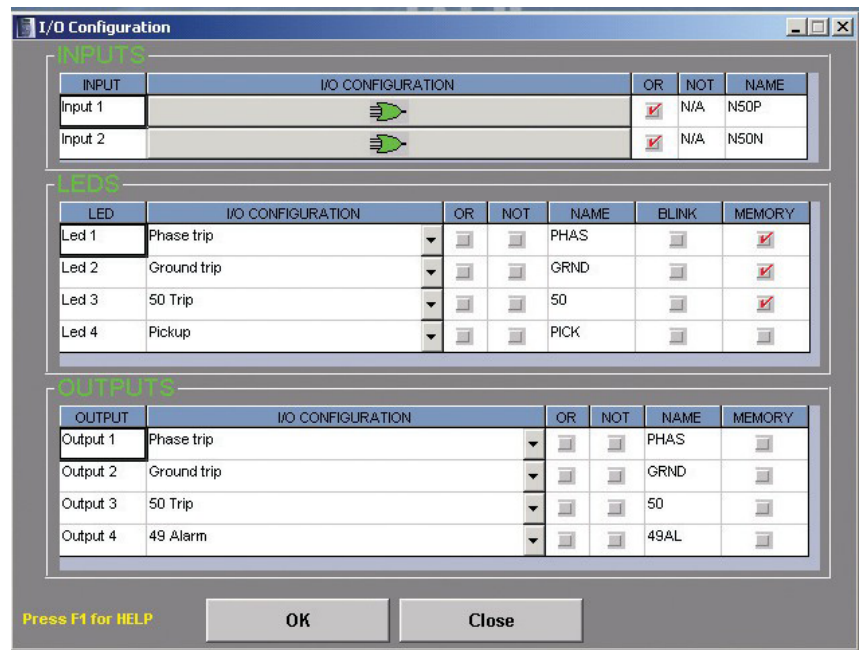 I/O Configuration
INPUTS
INPUT I/O CONFIGURATION OR NOT NAME
Input 1 N/A N50P
Input 2 N/A N50N
LEDS
LED I/O CONFIGURATION OR NOT NAME BLINK MEMORY
Led 1 Phase trip PHAS
Led 2 Ground trip GRND
Led 3 50 Trip 50
Led 4 Pickup PICK
OUTPUTS
OUTPUT I/O CONFIGURATION OR NOT NAME MEMORY
Output 1 Phase trip PHAS
Output 2 Ground trip GRND
Output 3 50 Trip 50
Output 4 49 Alarm 49AL
Press F1 for HELP OK Close